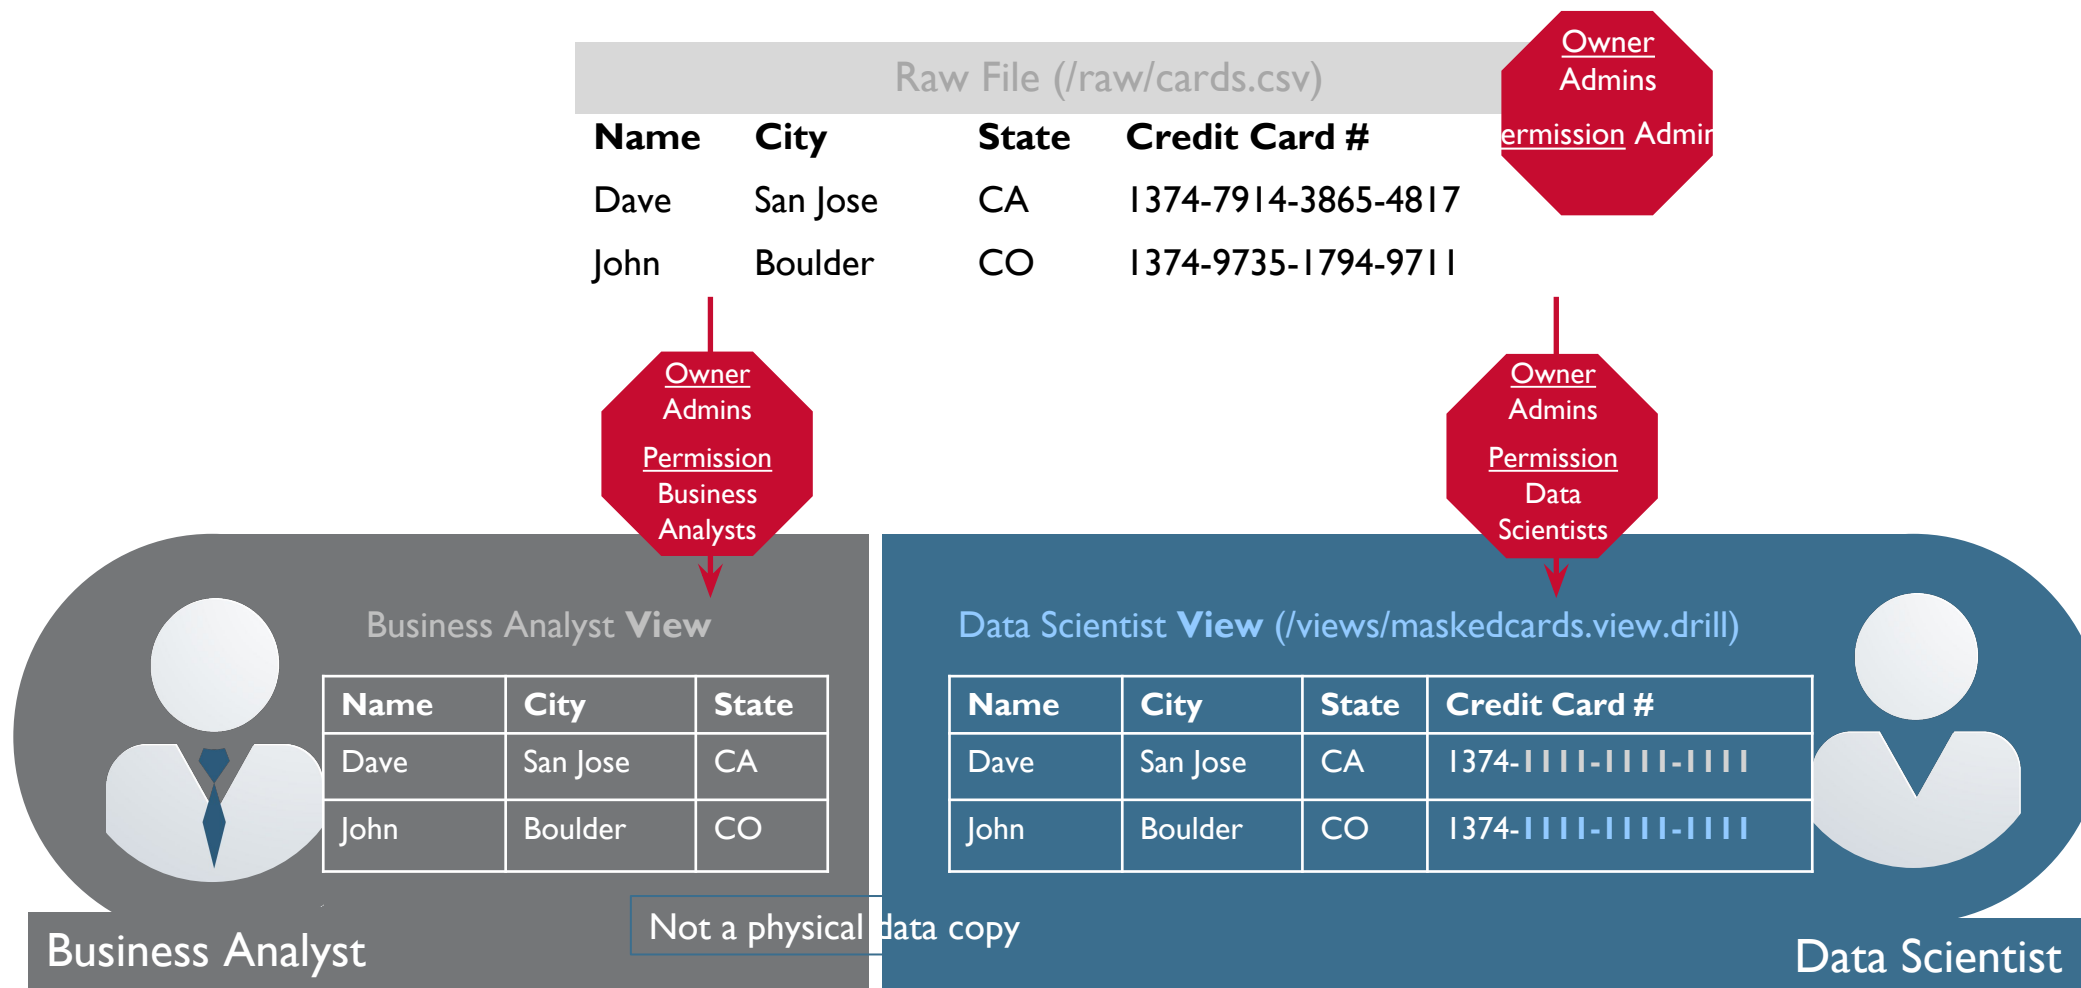 Raw File (/raw/cards.csv)
Owner
Admins
ermission Admin
Name City State Credit Card #
Dave San Jose CA 1374-7914-3865-4817
John Boulder CO 1374-9735-1794-9711
Owner
Admins
Permission
Business
Analysts
Owner
Admins
Permission
Data
Scientists
Business Analyst View
Name City State
Dave San Jose CA
John Boulder CO
Data Scientist View (/views/maskedcards.view.drill)
Name City State Credit Card #
Dave San Jose CA 1374-1111-1111-1111
John Boulder CO 1374-1111-1111-1111
Not a physical data copy
Business Analyst
Data Scientist